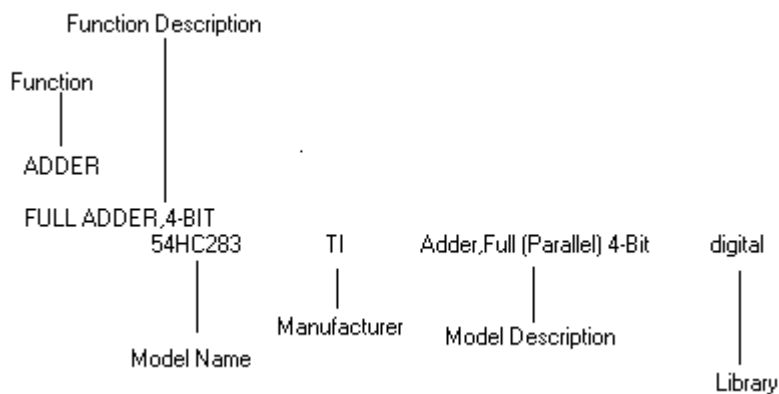 Function Description
Function
ADDER
FULL ADDER,4-BIT
54HC283 TI Adder,Full (Parallel) 4-Bit digital
Manufacturer
Model Description
Model Name
Library